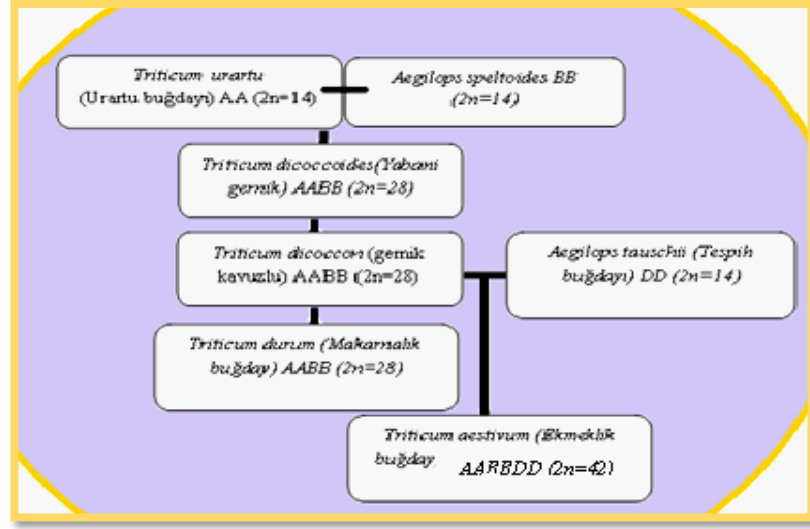 Triticum urartu
(Urartu buğdayı) AA (2n=14)
Aegilops speltoides BB
(2n=14)
Triticum dicoccoides(Yabani
gernik) AABB (2n=28)
Triticum dicoccon (gernik
kavuzlu) AABB (2n=28)
Aegilops tauschii (Tespih
buğdayı) DD (2n=14)
Triticum durum (Makarnalık
buğday) AABB (2n=28)
Triticum aestivum (Ekmeklik
buğday AABBDD (2n=42)